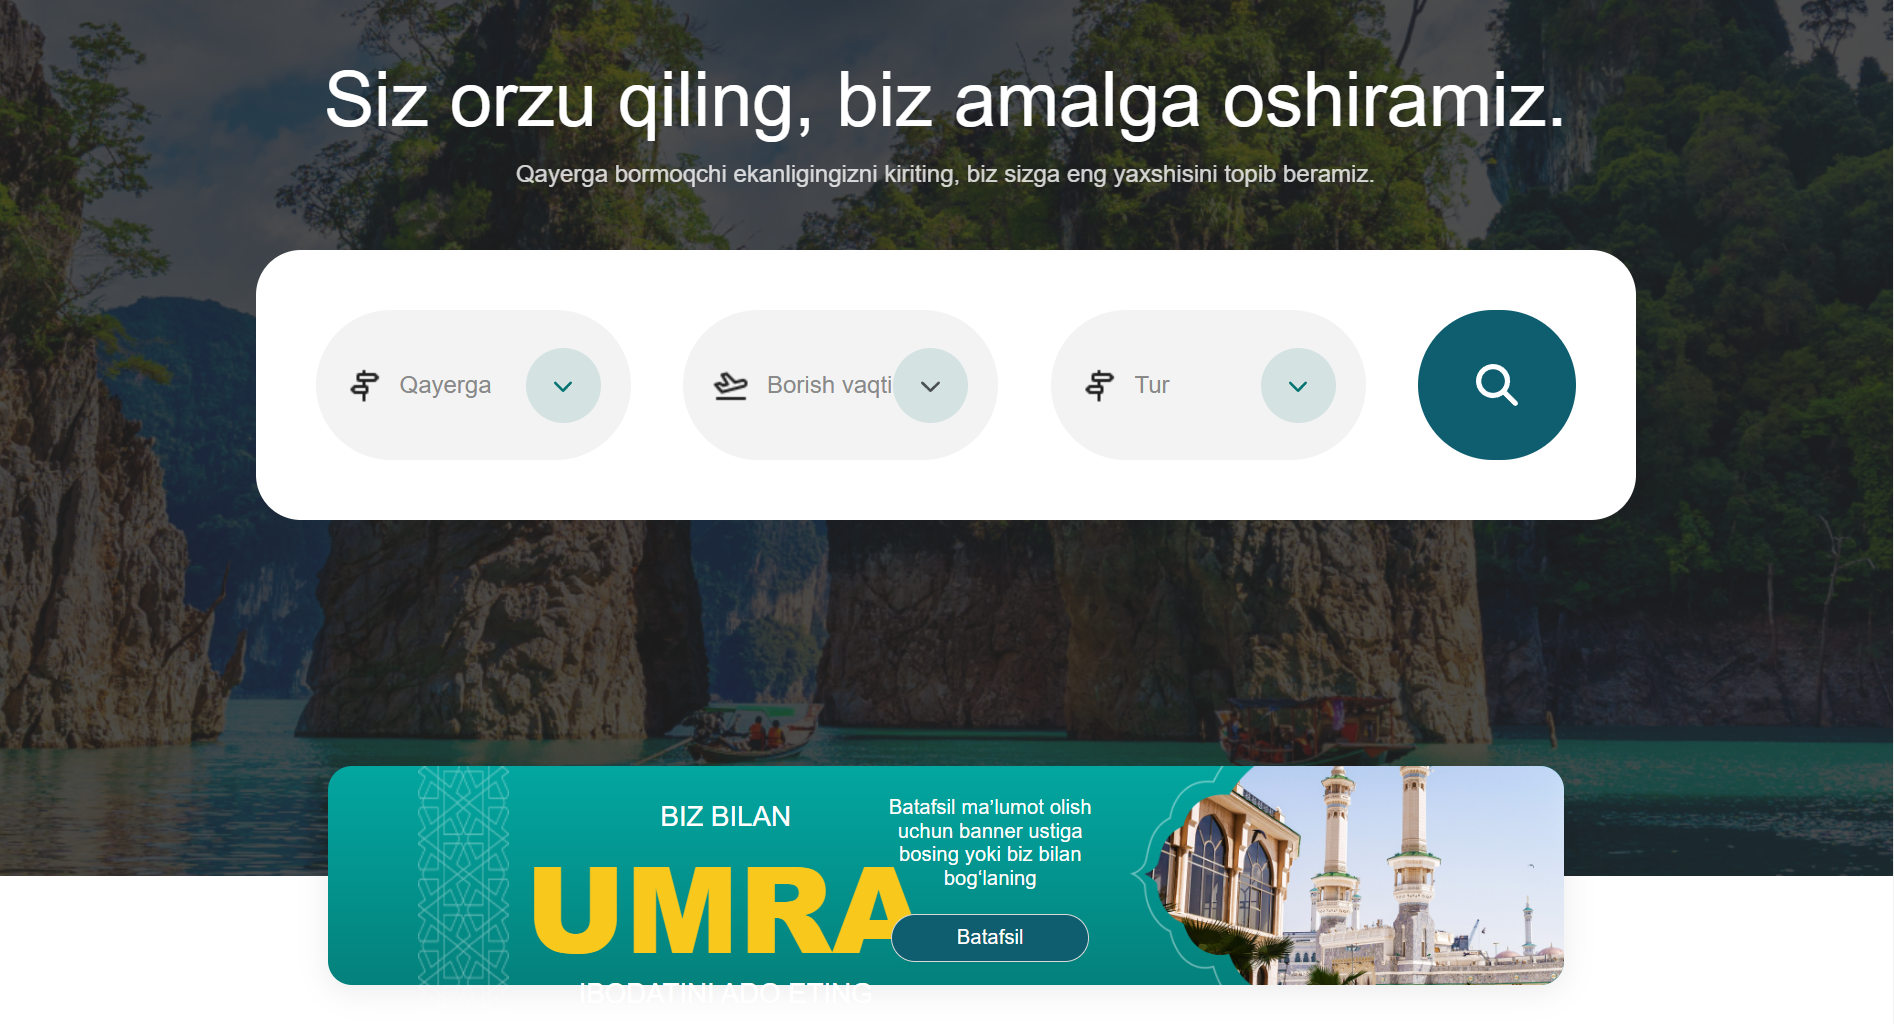 Siz orzu qiling, biz amalga oshiramiz.
Qayerga bormoqchi ekanligingizni kiriting, biz sizga eng yaxshisini topib beramiz.
Qayerga
Borish vaqti
Tur
BIZ BILAN
UMRA
IBODATINI ADO ETING
Batafsil ma’lumot olish
uchun banner ustiga
bosing yoki biz bilan
bog‘laning
Batafsil